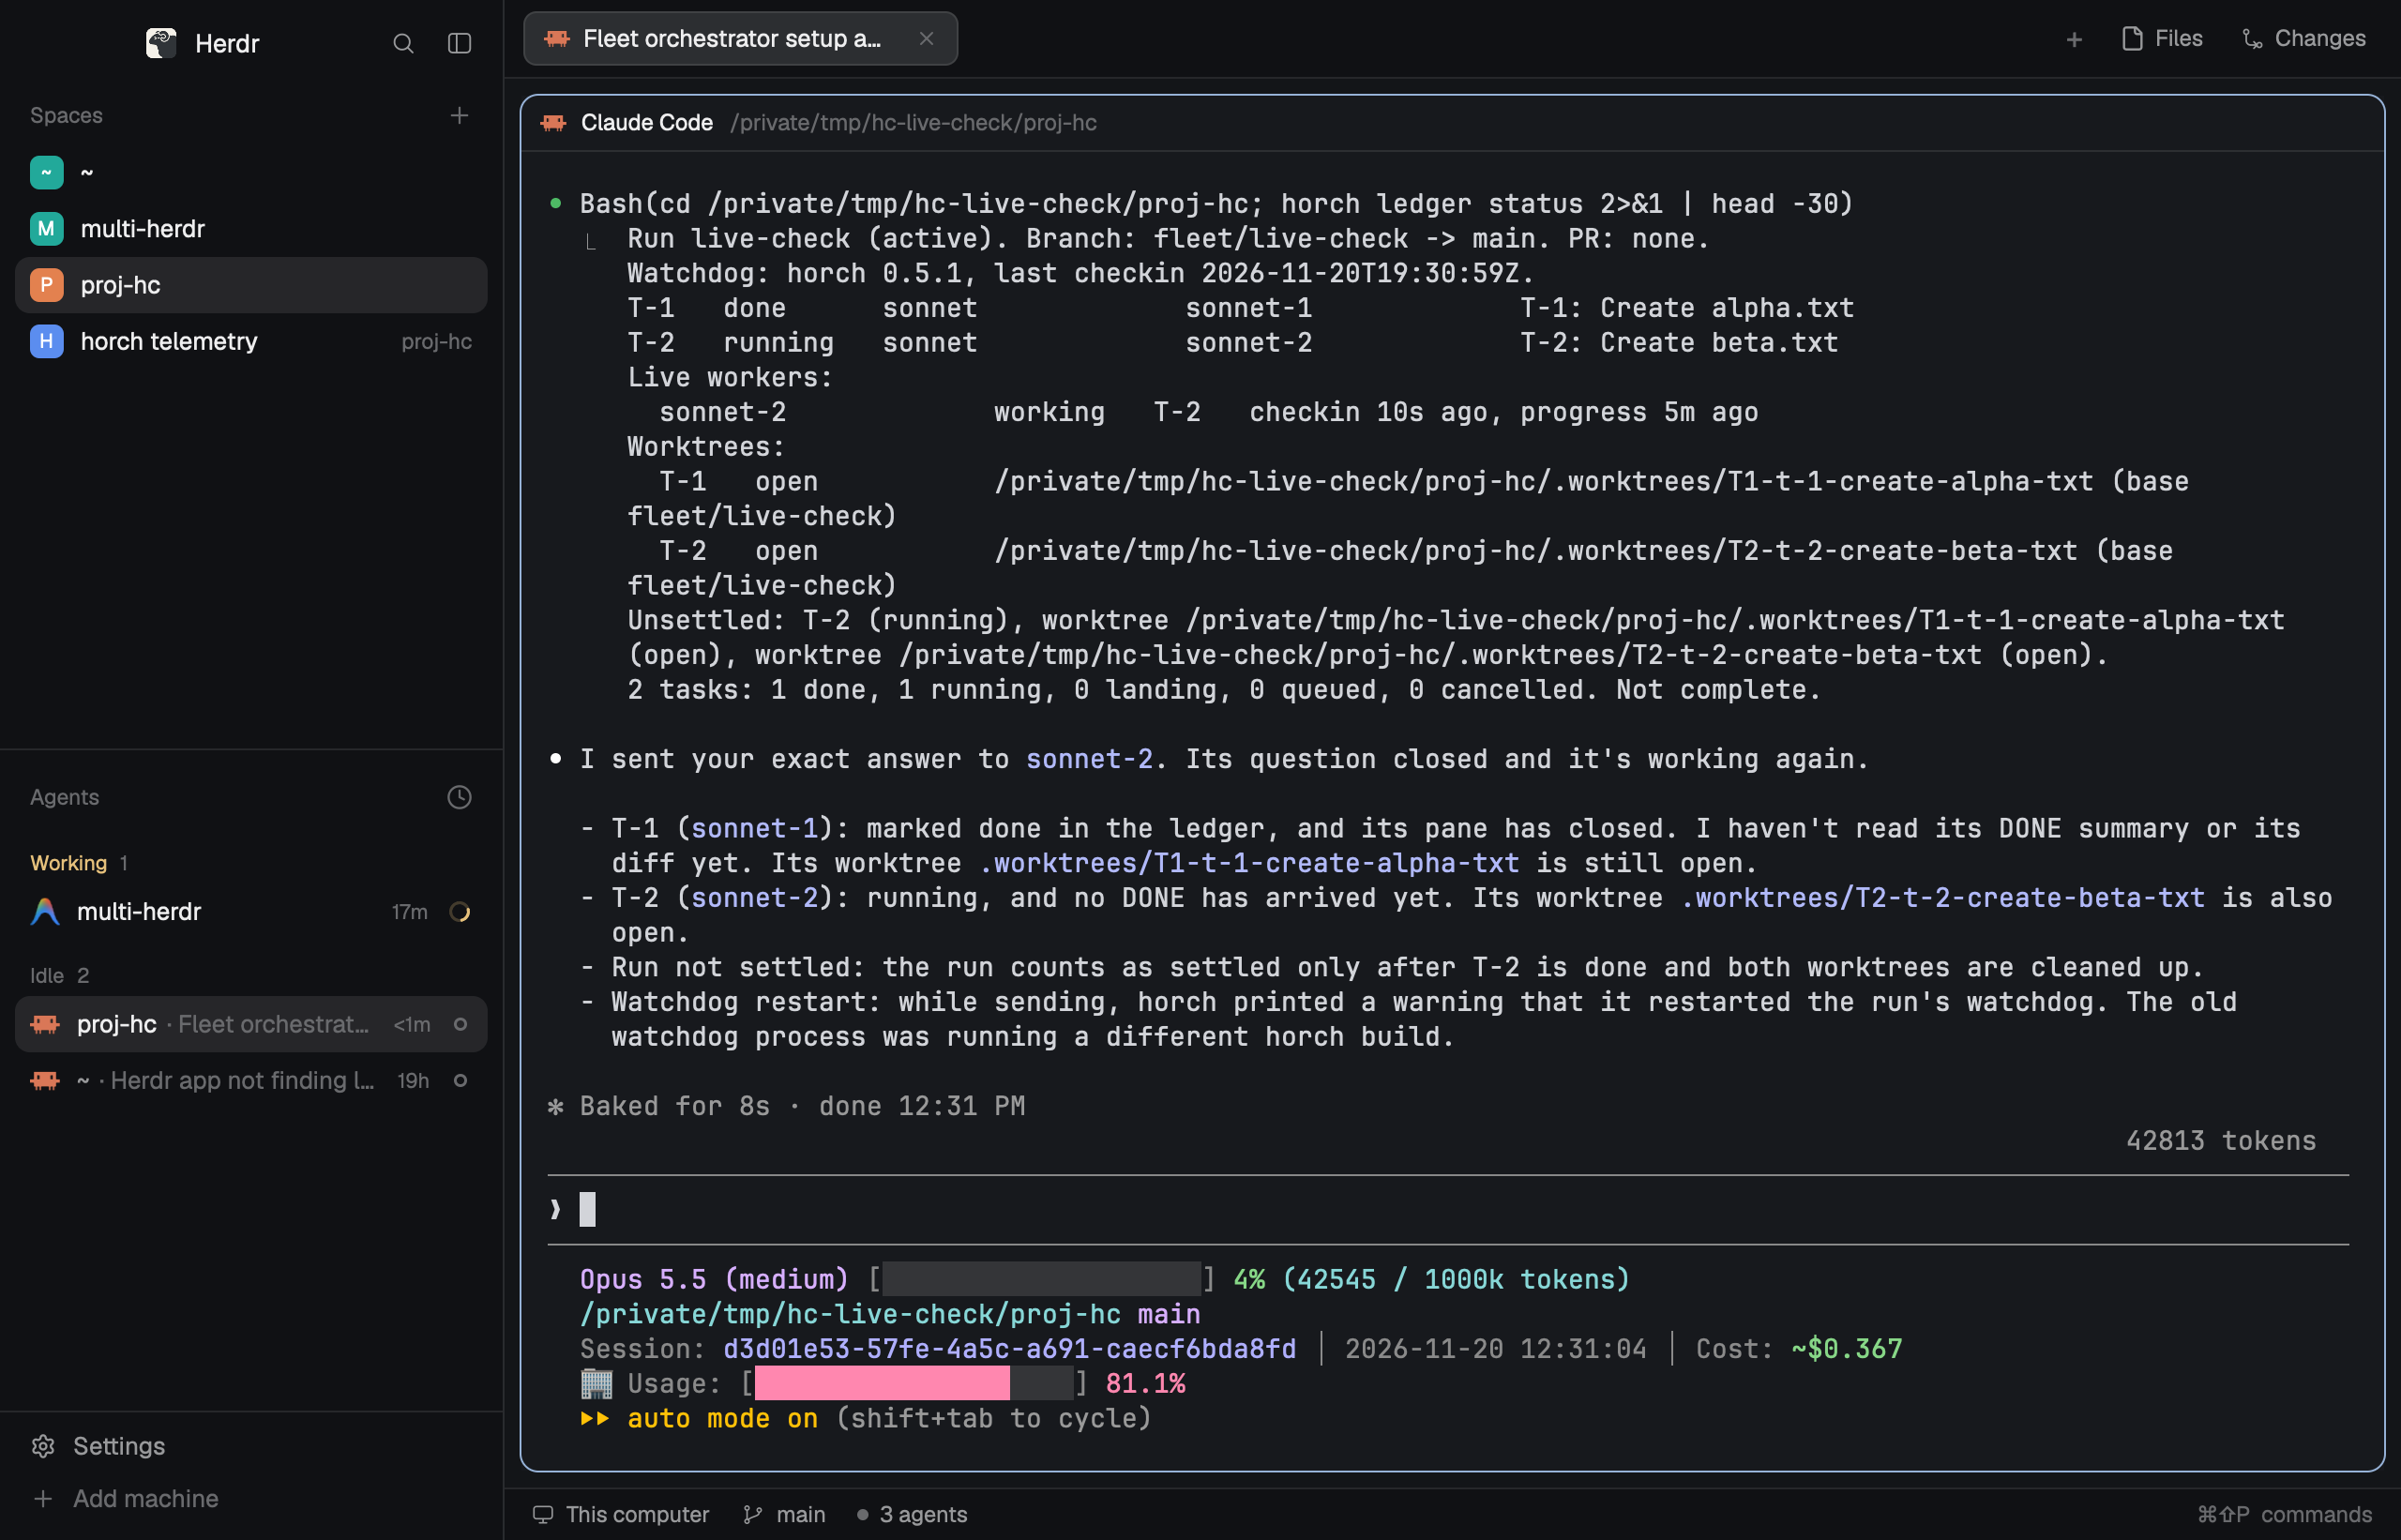 Herdr
Spaces
~ ~
M multi-herdr
P proj-hc
H horch telemetry proj-hc
Agents
Working 1
multi-herdr 17m
Idle 2
proj-hc · Fleet orchestrat... <1m
~ · Herdr app not finding l... 19h
Settings
+ Add machine
Fleet orchestrator setup a... ×
+ Files Changes
Claude Code /private/tmp/hc-live-check/proj-hc
● Bash(cd /private/tmp/hc-live-check/proj-hc; horch ledger status 2>&1 | head -30)
⎿ Run live-check (active). Branch: fleet/live-check -> main. PR: none.
Watchdog: horch 0.5.1, last checkin 2026-11-20T19:30:59Z.
T-1 done sonnet sonnet-1 T-1: Create alpha.txt
T-2 running sonnet sonnet-2 T-2: Create beta.txt
Live workers:
sonnet-2 working T-2 checkin 10s ago, progress 5m ago
Worktrees:
T-1 open /private/tmp/hc-live-check/proj-hc/.worktrees/T1-t-1-create-alpha-txt (base
fleet/live-check)
T-2 open /private/tmp/hc-live-check/proj-hc/.worktrees/T2-t-2-create-beta-txt (base
fleet/live-check)
Unsettled: T-2 (running), worktree /private/tmp/hc-live-check/proj-hc/.worktrees/T1-t-1-create-alpha-txt
(open), worktree /private/tmp/hc-live-check/proj-hc/.worktrees/T2-t-2-create-beta-txt (open).
2 tasks: 1 done, 1 running, 0 landing, 0 queued, 0 cancelled. Not complete.
● I sent your exact answer to sonnet-2. Its question closed and it's working again.
- T-1 (sonnet-1): marked done in the ledger, and its pane has closed. I haven't read its DONE summary or its
diff yet. Its worktree .worktrees/T1-t-1-create-alpha-txt is still open.
- T-2 (sonnet-2): running, and no DONE has arrived yet. Its worktree .worktrees/T2-t-2-create-beta-txt is also
open.
- Run not settled: the run counts as settled only after T-2 is done and both worktrees are cleaned up.
- Watchdog restart: while sending, horch printed a warning that it restarted the run's watchdog. The old
watchdog process was running a different horch build.
✻ Baked for 8s · done 12:31 PM
42813 tokens
❯
Opus 5.5 (medium) [ ] 4% (42545 / 1000k tokens)
/private/tmp/hc-live-check/proj-hc main
Session: d3d01e53-57fe-4a5c-a691-caecf6bda8fd │ 2026-11-20 12:31:04 │ Cost: ~$0.367
🏢 Usage: [ ] 81.1%
⏵⏵ auto mode on (shift+tab to cycle)
This computer main ● 3 agents
⌘⇧P commands